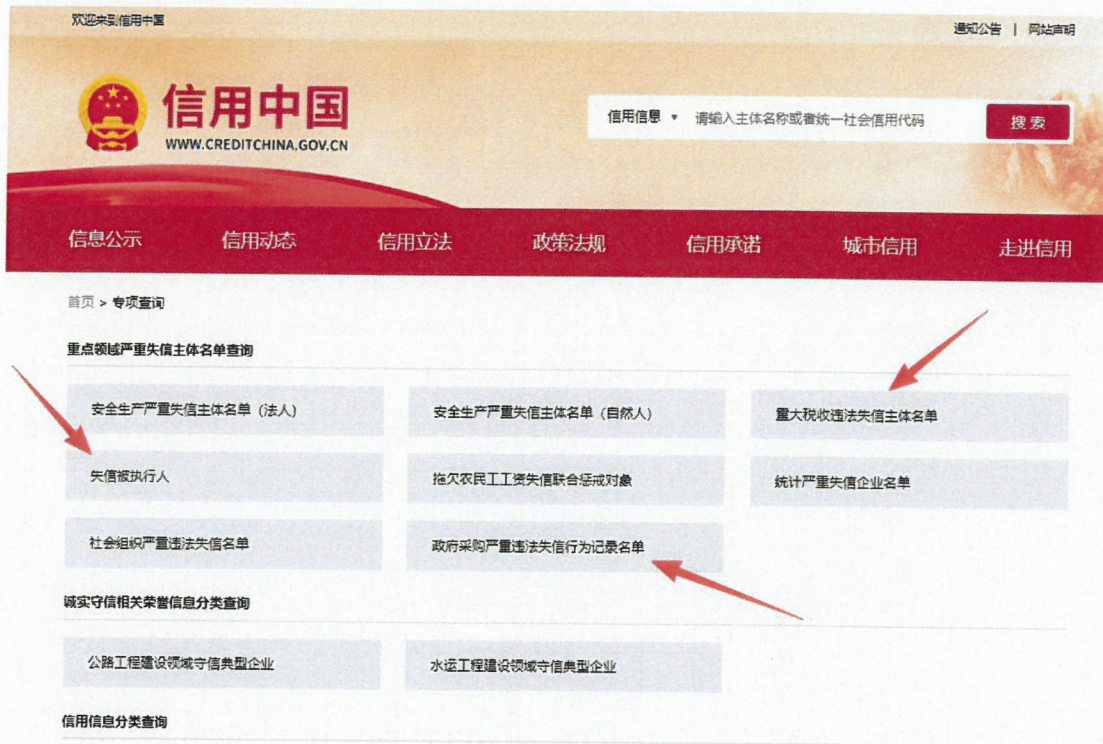 欢迎来到信用中国
通知公告 | 网站声明
信用中国
WWW.CREDITCHINA.GOV.CN
信用信息 ▼ 请输入主体名称或者统一社会信用代码 搜索
信息公示 信用动态 信用立法 政策法规 信用承诺 城市信用 走进信用
首页 > 专项查询
重点领域严重失信主体名单查询
安全生产严重失信主体名单（法人） 安全生产严重失信主体名单（自然人） 重大税收违法失信主体名单
失信被执行人 拖欠农民工工资失信联合惩戒对象 统计严重失信企业名单
社会组织严重违法失信名单 政府采购严重违法失信行为记录名单
诚实守信相关荣誉信息分类查询
公路工程建设领域守信典型企业 水运工程建设领域守信典型企业
信用信息分类查询